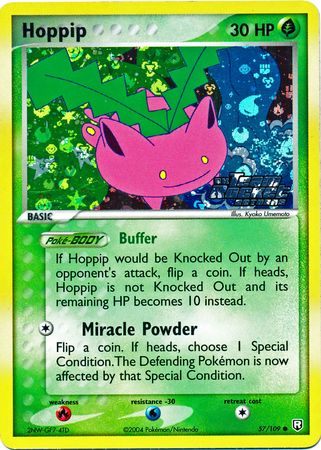 Hoppip
30 HP
BASIC
Illus. Kyoko Umemoto
Poké-BODY Buffer
If Hoppip would be Knocked Out by an
opponent's attack, flip a coin. If heads,
Hoppip is not Knocked Out and its
remaining HP becomes 10 instead.
Miracle Powder
Flip a coin. If heads, choose 1 Special
Condition.The Defending Pokémon is now
affected by that Special Condition.
weakness
resistance -30
retreat cost
©2004 Pokémon/Nintendo
57/109
R